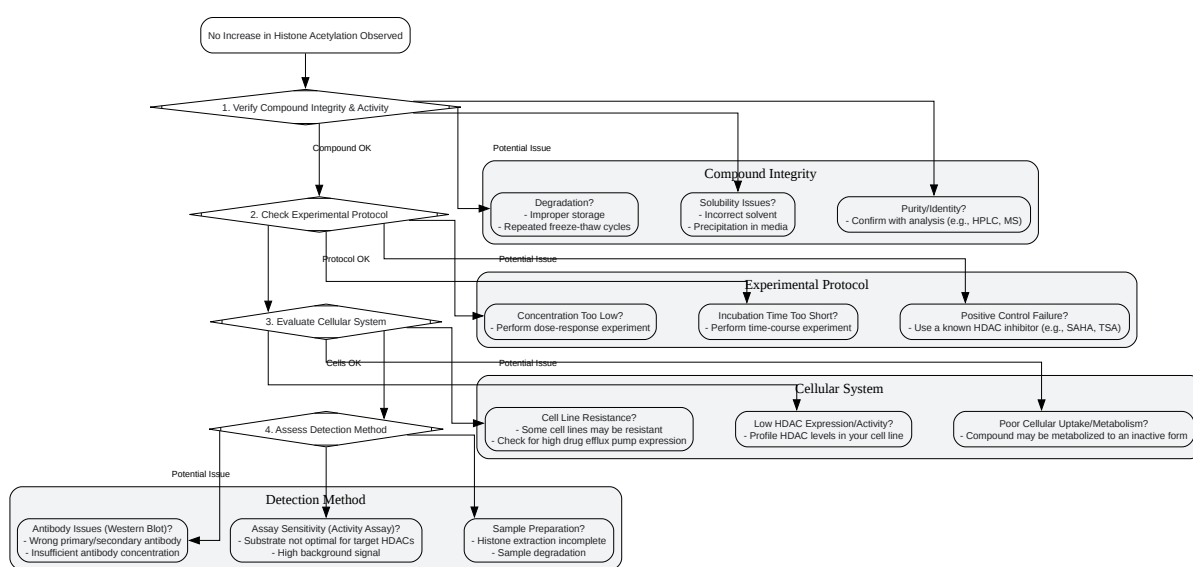 No Increase in Histone Acetylation Observed
1. Verify Compound Integrity & Activity
Compound OK
Potential Issue
Compound Integrity
Degradation?
- Improper storage
- Repeated freeze-thaw cycles
Solubility Issues?
- Incorrect solvent
- Precipitation in media
Purity/Identity?
- Confirm with analysis (e.g., HPLC, MS)
2. Check Experimental Protocol
Protocol OK
Potential Issue
Experimental Protocol
Concentration Too Low?
- Perform dose-response experiment
Incubation Time Too Short?
- Perform time-course experiment
Positive Control Failure?
- Use a known HDAC inhibitor (e.g., SAHA, TSA)
3. Evaluate Cellular System
Cells OK
Potential Issue
Cellular System
Cell Line Resistance?
- Some cell lines may be resistant
- Check for high drug efflux pump expression
Low HDAC Expression/Activity?
- Profile HDAC levels in your cell line
Poor Cellular Uptake/Metabolism?
- Compound may be metabolized to an inactive form
4. Assess Detection Method
Potential Issue
Detection Method
Antibody Issues (Western Blot)?
- Wrong primary/secondary antibody
- Insufficient antibody concentration
Assay Sensitivity (Activity Assay)?
- Substrate not optimal for target HDACs
- High background signal
Sample Preparation?
- Histone extraction incomplete
- Sample degradation